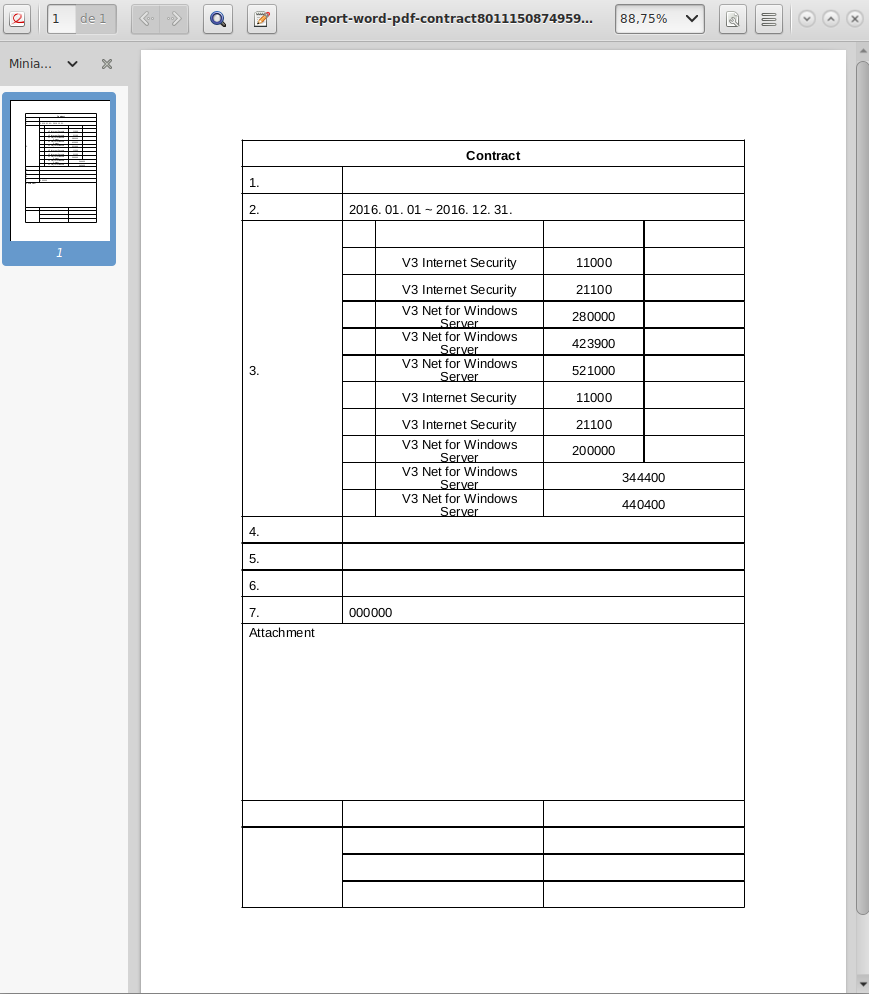 1 de 1
report-word-pdf-contract8011150874959...
88,75%
Minia...
1
Contract
1.
2. 2016. 01. 01 ~ 2016. 12. 31.
3.
V3 Internet Security 11000
V3 Internet Security 21100
V3 Net for Windows
Server 280000
V3 Net for Windows
Server 423900
V3 Net for Windows
Server 521000
V3 Internet Security 11000
V3 Internet Security 21100
V3 Net for Windows
Server 200000
V3 Net for Windows
Server 344400
V3 Net for Windows
Server 440400
4.
5.
6.
7. 000000
Attachment